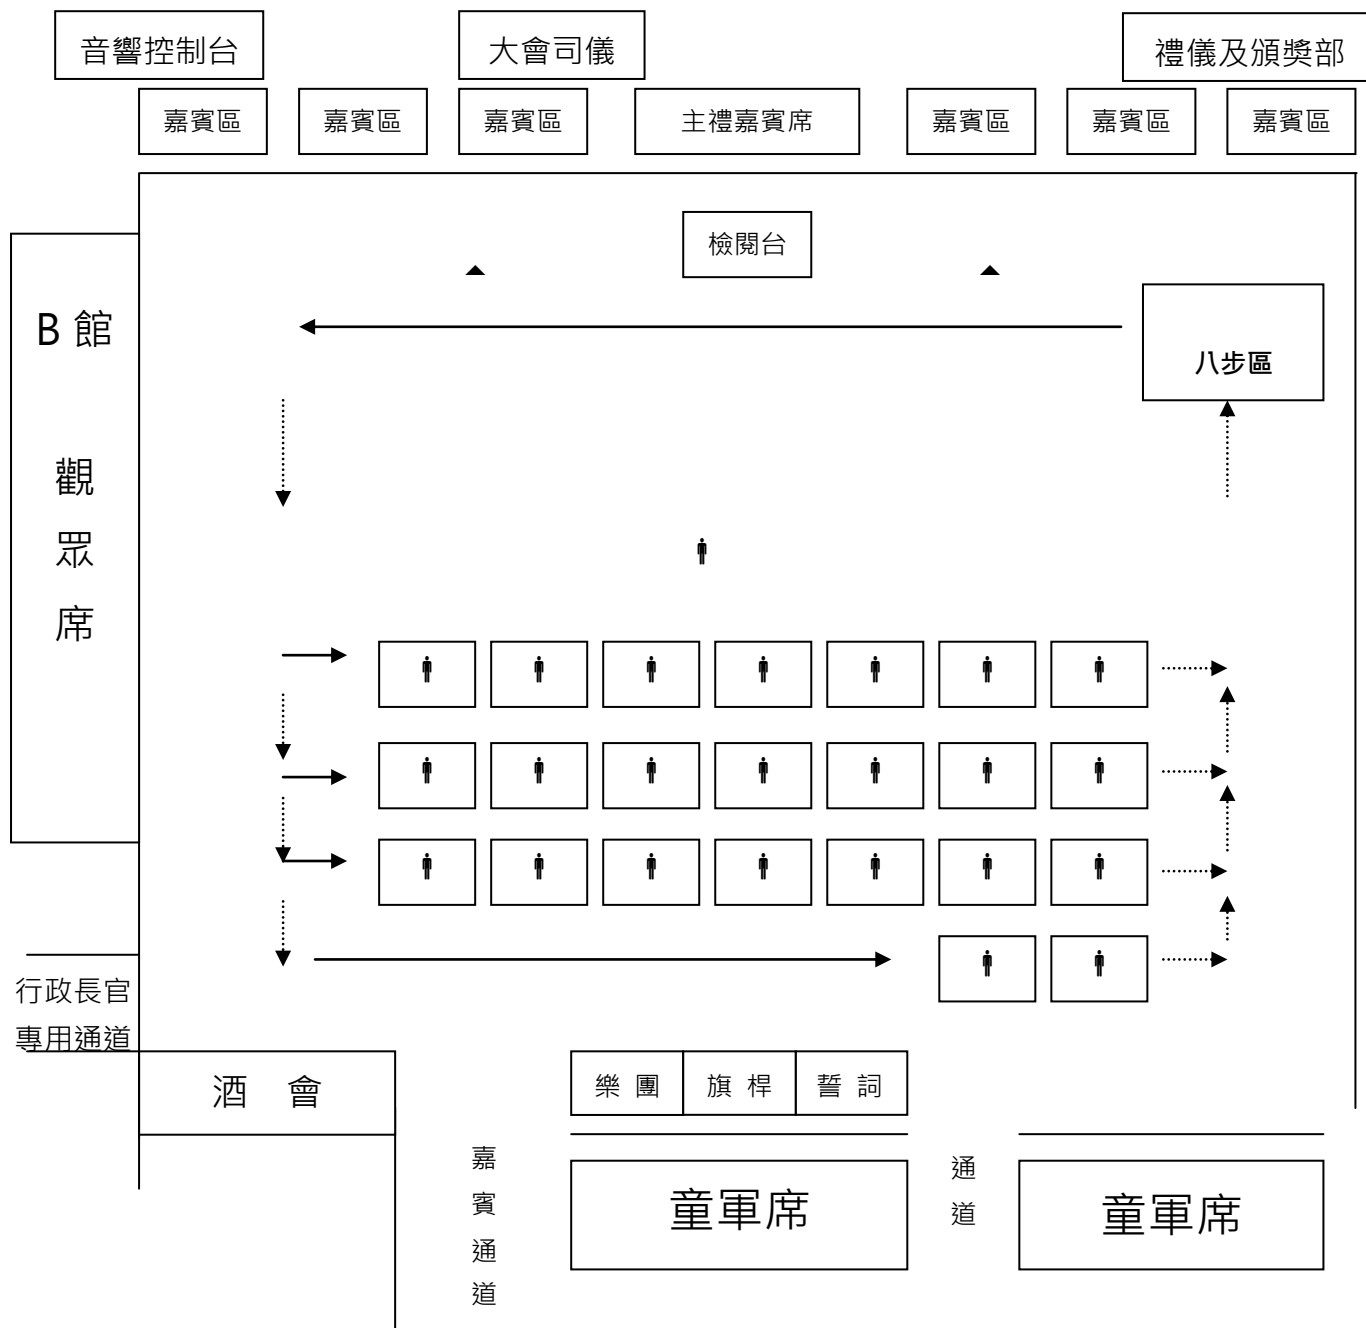 音響控制台
大會司儀
禮儀及頒獎部
嘉賓區
嘉賓區
嘉賓區
主禮嘉賓席
嘉賓區
嘉賓區
嘉賓區
檢閱台
B 館
觀
眾
席
八步區
行政長官
專用通道
酒 會
樂 團
旗 桿
誓 詞
嘉
賓
通
道
童軍席
通
道
童軍席